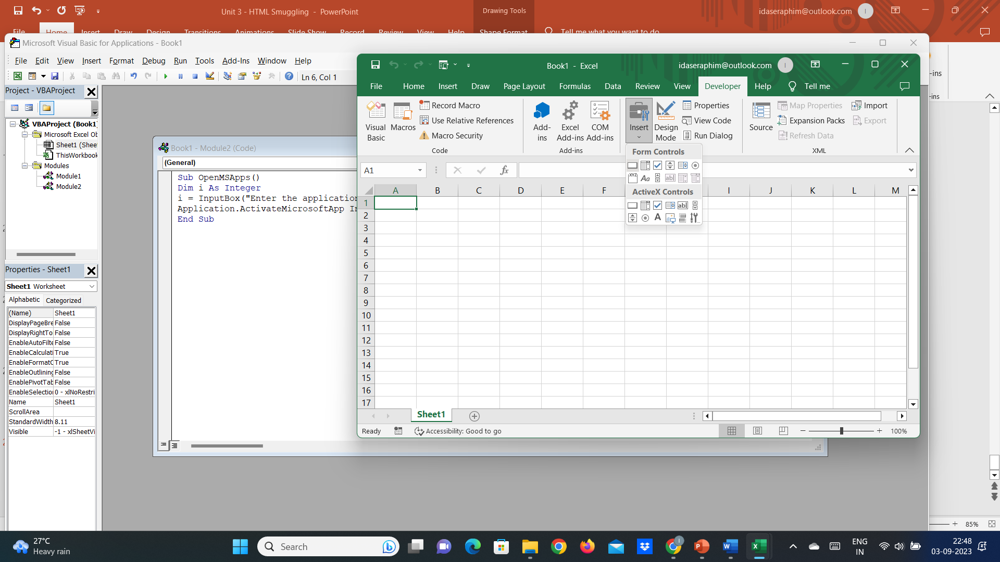 Unit 3 - HTML Smuggling - PowerPoint
Drawing Tools
idaseraphim@outlook.com
I
File Home Insert Draw Design Transitions Animations Slide Show Record Review View Help Shape Format Tell me what you want to do
Microsoft Visual Basic for Applications - Book1
File Edit View Insert Format Debug Run Tools Add-Ins Window Help
Ln 6, Col 1
-ins
-ins
Project - VBAProject
VBAProject (Book1)
Microsoft Excel Ob
Sheet1 (Shee
ThisWorkbook
Modules
Module1
Module2
Properties - Sheet1
Sheet1 Worksheet
Alphabetic Categorized
(Name) Sheet1
DisplayPageBre False
DisplayRightTo False
EnableAutoFilte False
EnableCalculati True
EnableFormatC True
EnableOutlining False
EnablePivotTab False
EnableSelection 0 - xlNoRestri
Name Sheet1
ScrollArea
StandardWidth 8.11
Visible -1 - xlSheetVi
Book1 - Module2 (Code)
(General)
Sub OpenMSApps()
Dim i As Integer
i = InputBox("Enter the application
Application.ActivateMicrosoftApp In
End Sub
Book1 - Excel
idaseraphim@outlook.com
I
File Home Insert Draw Page Layout Formulas Data Review View Developer Help Tell me
Visual Basic
Macros
Record Macro
Use Relative References
Macro Security
Code
Add-ins
Excel Add-ins
COM Add-ins
Add-ins
Insert
Design Mode
Properties
View Code
Run Dialog
Source
Map Properties
Expansion Packs
Refresh Data
Import
Export
XML
Form Controls
XYZ Aa ab|
ActiveX Controls
ab|
A
A1
fx
A B C D E F I J K L M
1
2
3
4
5
6
7
8
9
10
11
12
13
14
15
16
17
Sheet1
Ready
Accessibility: Good to go
100%
85%
27°C
Heavy rain
Search
ENG
IN
22:48
03-09-2023